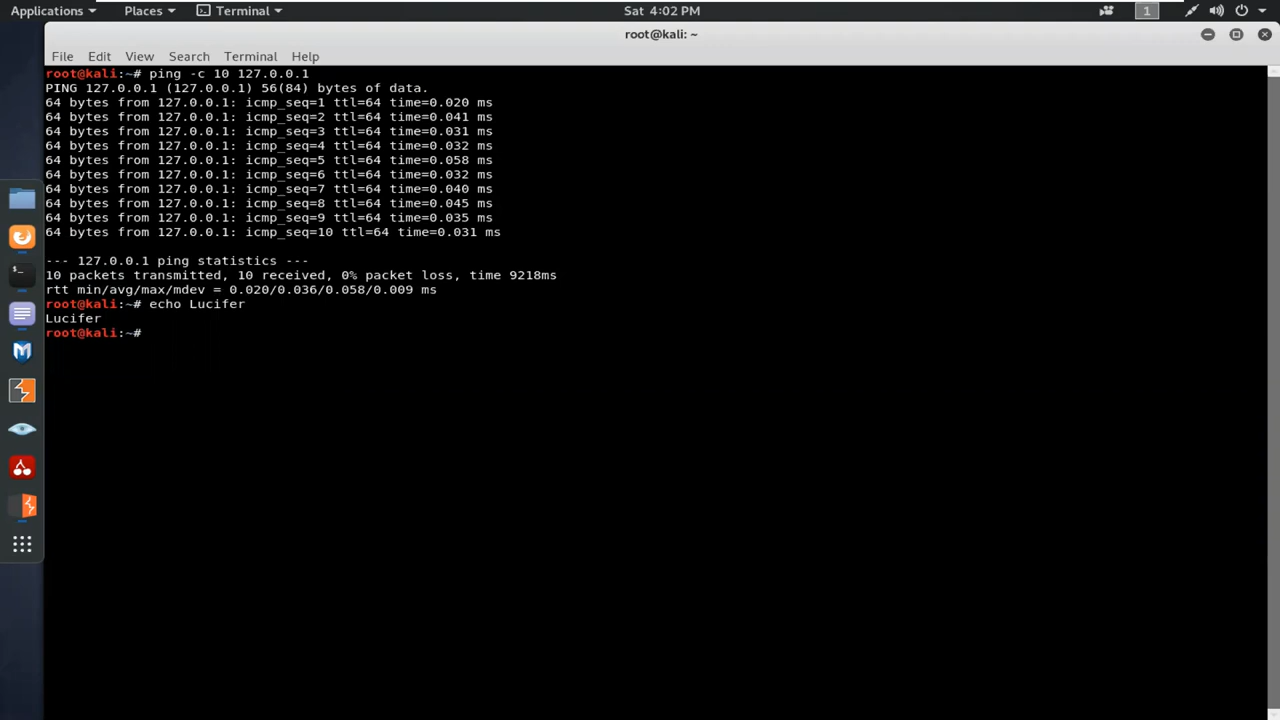 Applications Places Terminal Sat 4:02 PM 1
root@kali: ~
File Edit View Search Terminal Help
root@kali:~# ping -c 10 127.0.0.1
PING 127.0.0.1 (127.0.0.1) 56(84) bytes of data.
64 bytes from 127.0.0.1: icmp_seq=1 ttl=64 time=0.020 ms
64 bytes from 127.0.0.1: icmp_seq=2 ttl=64 time=0.041 ms
64 bytes from 127.0.0.1: icmp_seq=3 ttl=64 time=0.031 ms
64 bytes from 127.0.0.1: icmp_seq=4 ttl=64 time=0.032 ms
64 bytes from 127.0.0.1: icmp_seq=5 ttl=64 time=0.058 ms
64 bytes from 127.0.0.1: icmp_seq=6 ttl=64 time=0.032 ms
64 bytes from 127.0.0.1: icmp_seq=7 ttl=64 time=0.040 ms
64 bytes from 127.0.0.1: icmp_seq=8 ttl=64 time=0.045 ms
64 bytes from 127.0.0.1: icmp_seq=9 ttl=64 time=0.035 ms
64 bytes from 127.0.0.1: icmp_seq=10 ttl=64 time=0.031 ms
--- 127.0.0.1 ping statistics ---
10 packets transmitted, 10 received, 0% packet loss, time 9218ms
rtt min/avg/max/mdev = 0.020/0.036/0.058/0.009 ms
root@kali:~# echo Lucifer
Lucifer
root@kali:~#